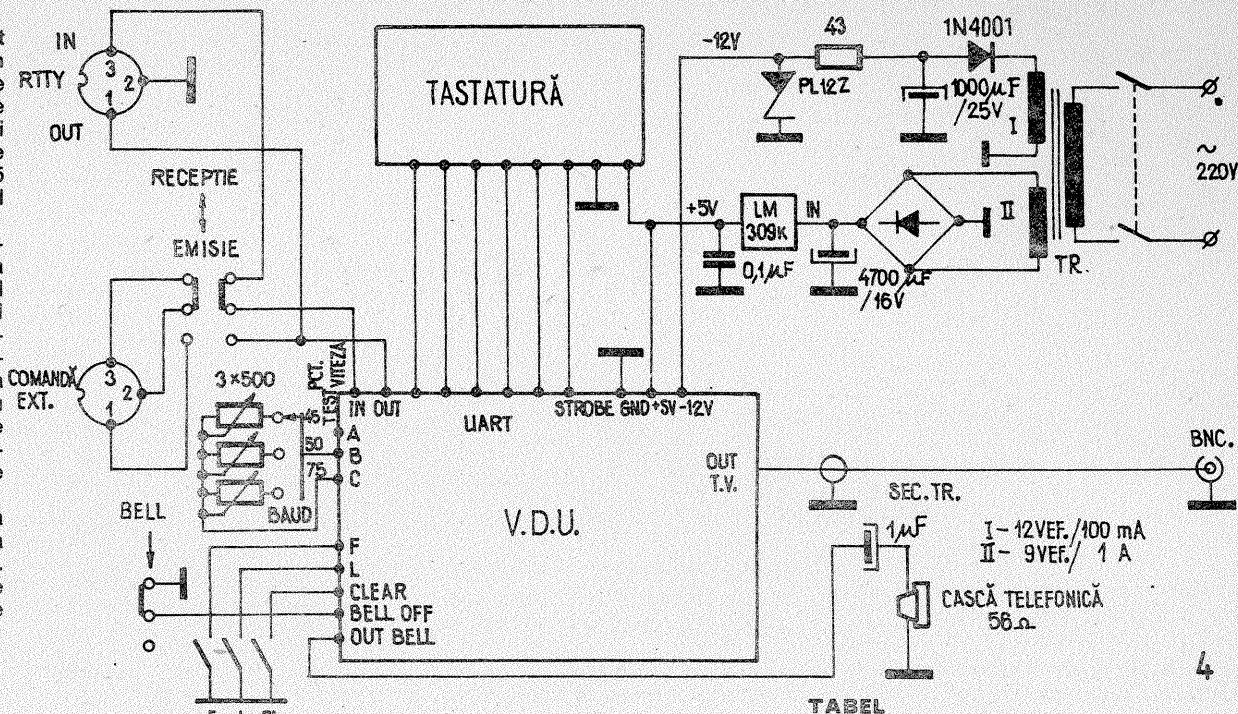 IN
RTTY
OUT
3
2
1
RECEPTIE
EMISIE
COMANDĂ
EXT.
3
2
1
3×500
45
50
75
BAUD
BELL
TASTATURĂ
-12V
43
1N4001
PL12Z
1000µF
/25V
I
II
TR.
~
220V
+5V
LM
309K
IN
0,1µF
4700µF
/16V
TEST
PCT.
VITEZA
IN OUT
UART
STROBE GND +5V -12V
A
B
C
F
L
CLEAR
BELL OFF
OUT BELL
V.D.U.
OUT
T.V.
BNC.
SEC.TR.
I-12VEF./100 mA
II- 9VEF./ 1 A
1µF
CASCĂ TELEFONICĂ
56Ω
4
TABEL